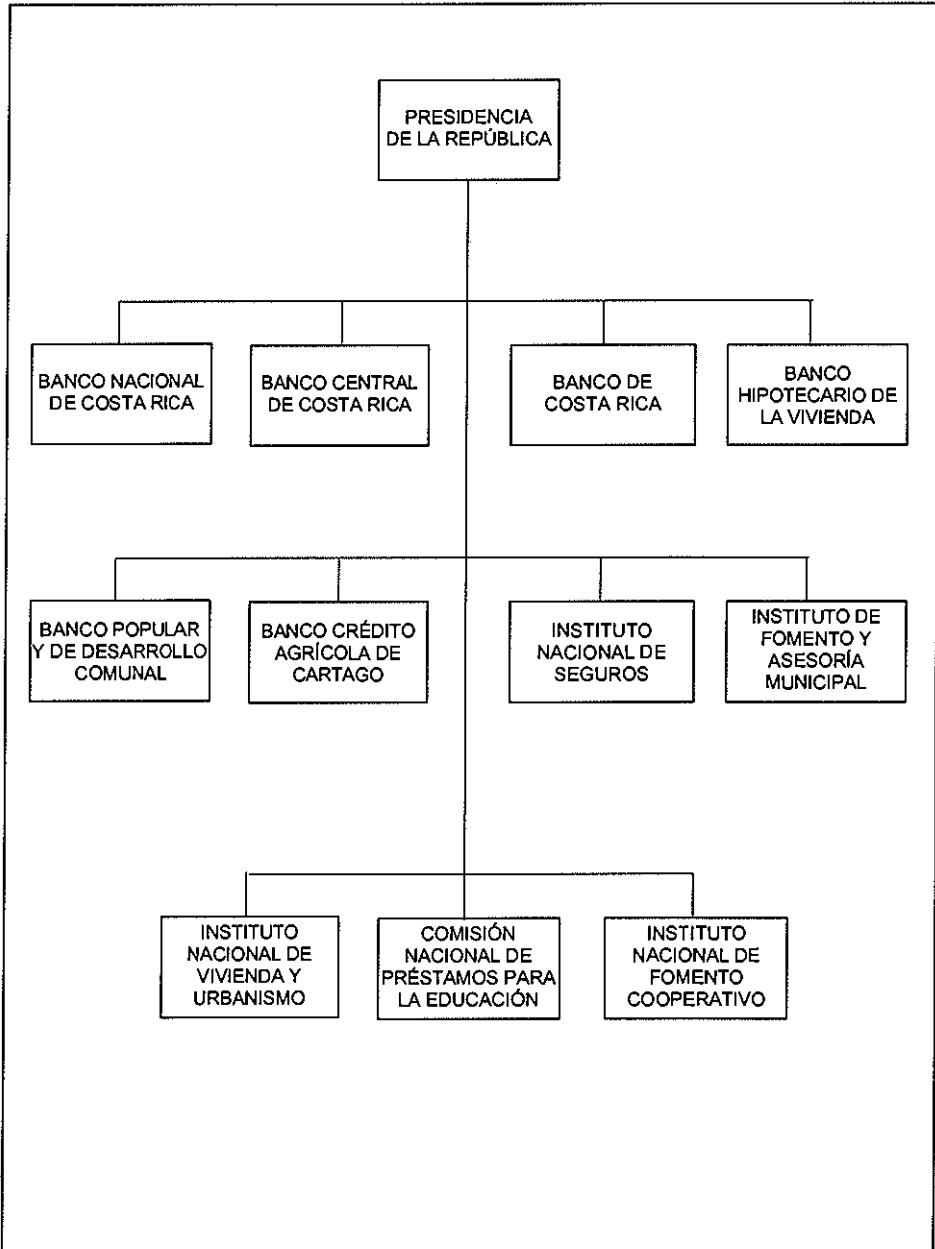 PRESIDENCIA
DE LA REPÚBLICA
BANCO NACIONAL
DE COSTA RICA
BANCO CENTRAL
DE COSTA RICA
BANCO DE
COSTA RICA
BANCO
HIPOTECARIO DE
LA VIVIENDA
BANCO POPULAR
Y DE DESARROLLO
COMUNAL
BANCO CRÉDITO
AGRÍCOLA DE
CARTAGO
INSTITUTO
NACIONAL DE
SEGUROS
INSTITUTO DE
FOMENTO Y
ASESORÍA
MUNICIPAL
INSTITUTO
NACIONAL DE
VIVIENDA Y
URBANISMO
COMISIÓN
NACIONAL DE
PRÉSTAMOS PARA
LA EDUCACIÓN
INSTITUTO
NACIONAL DE
FOMENTO
COOPERATIVO